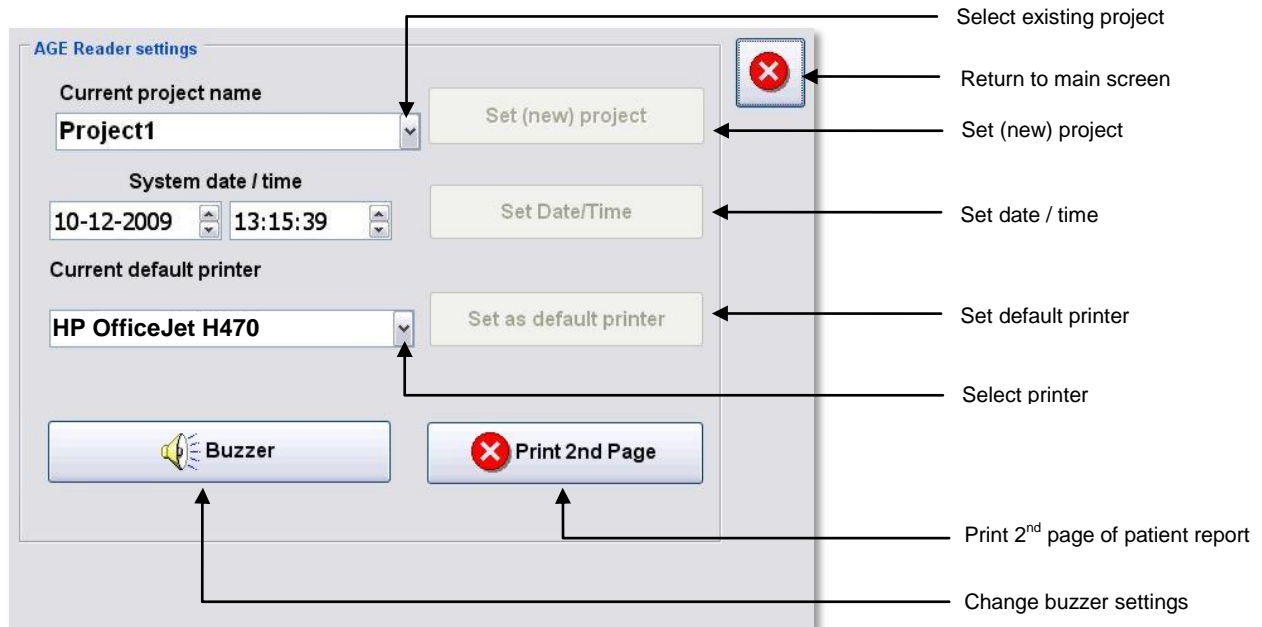 Select existing project
AGE Reader settings
Return to main screen
Current project name
Set (new) project
Project1
Set (new) project
System date / time
Set Date/Time
10-12-2009 13:15:39
Set date / time
Current default printer
Set as default printer
HP OfficeJet H470
Set default printer
Select printer
Buzzer
Print 2nd Page
Print 2nd page of patient report
Change buzzer settings